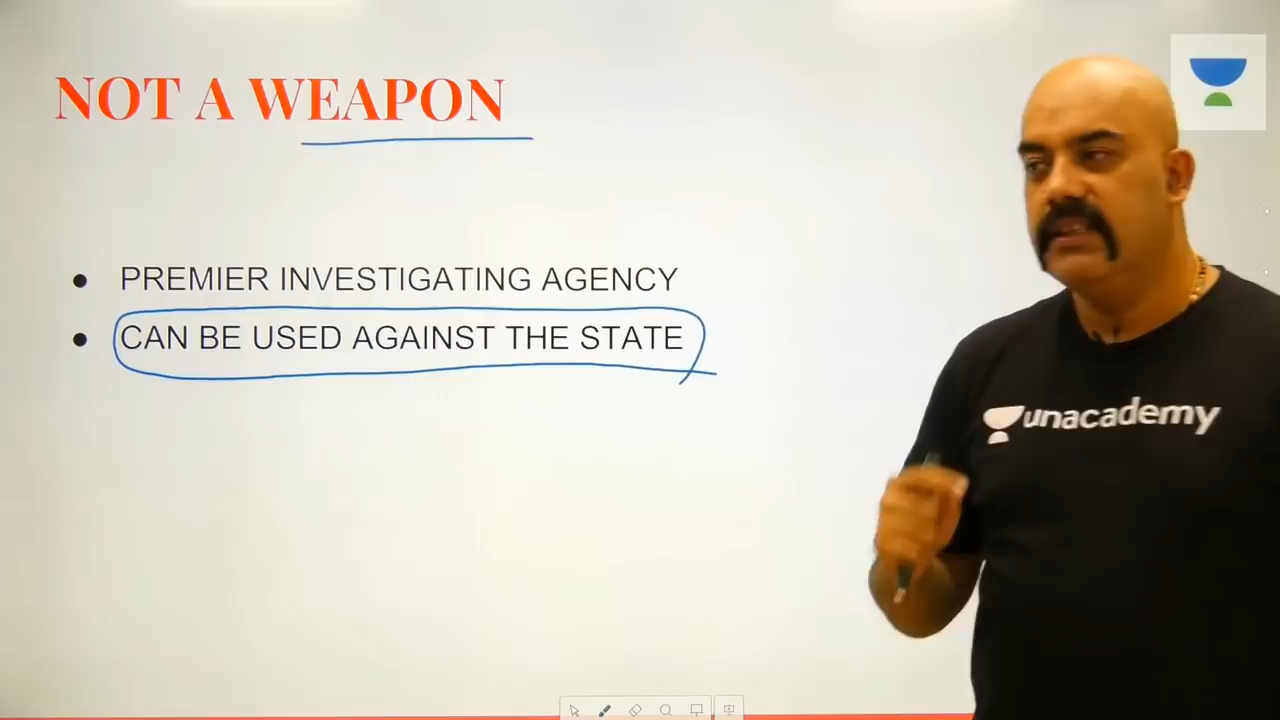 NOT A WEAPON
● PREMIER INVESTIGATING AGENCY
● CAN BE USED AGAINST THE STATE
unacademy